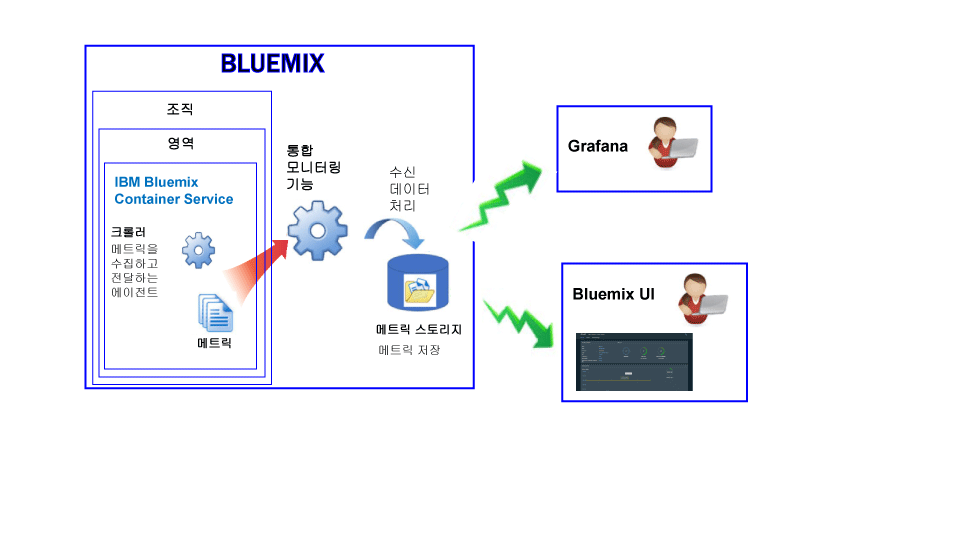 BLUEMIX
조직
영역
IBM Bluemix
Container Service
크롤러
메트릭을
수집하고
전달하는
에이전트
메트릭
통합
모니터링
기능
수신
데이터
처리
메트릭 스토리지
메트릭 저장
Grafana
Bluemix UI